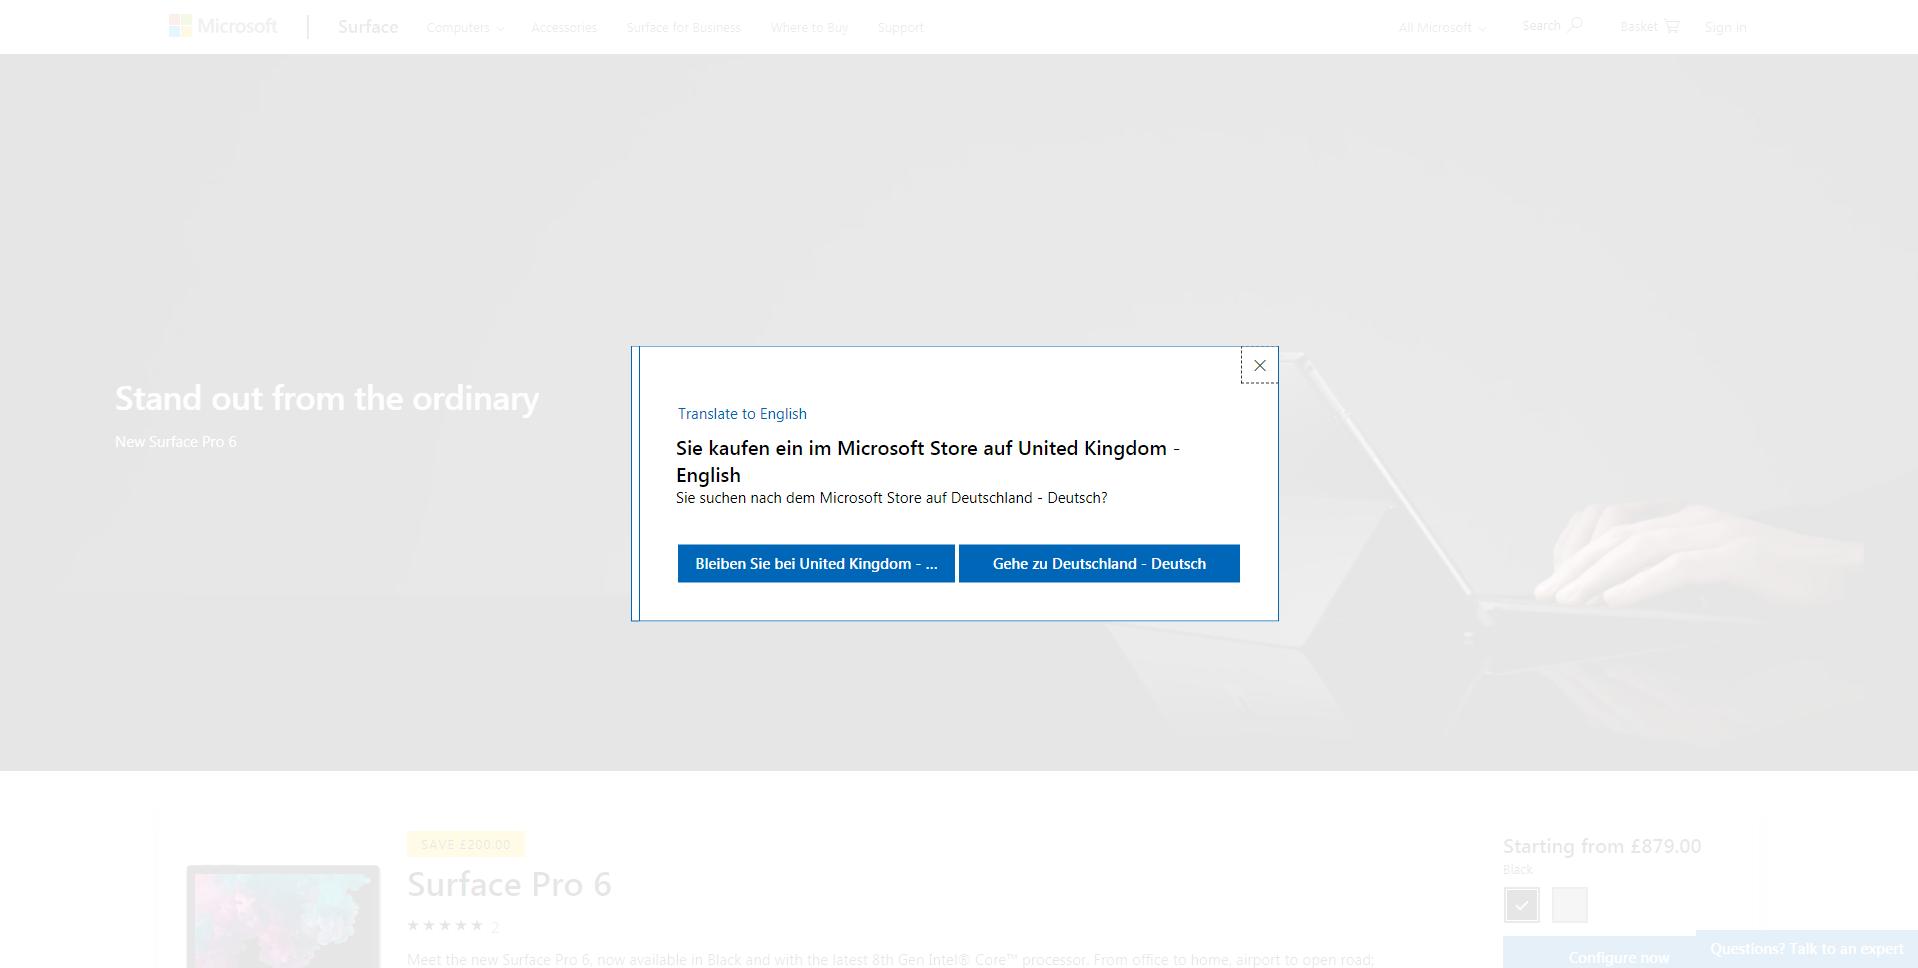 Microsoft
Surface
Computers
Accessories
Surface for Business
Where to Buy
Support
All Microsoft
Search
Basket
Sign in
Stand out from the ordinary
New Surface Pro 6
Translate to English
Sie kaufen ein im Microsoft Store auf United Kingdom -
English
Sie suchen nach dem Microsoft Store auf Deutschland - Deutsch?
Bleiben Sie bei United Kingdom - ...
Gehe zu Deutschland - Deutsch
SAVE £200.00
Surface Pro 6
★★★★★ 2
Meet the new Surface Pro 6, now available in Black and with the latest 8th Gen Intel® Core™ processor. From office to home, airport to open road;
Starting from £879.00
Black
Configure now
Questions? Talk to an expert